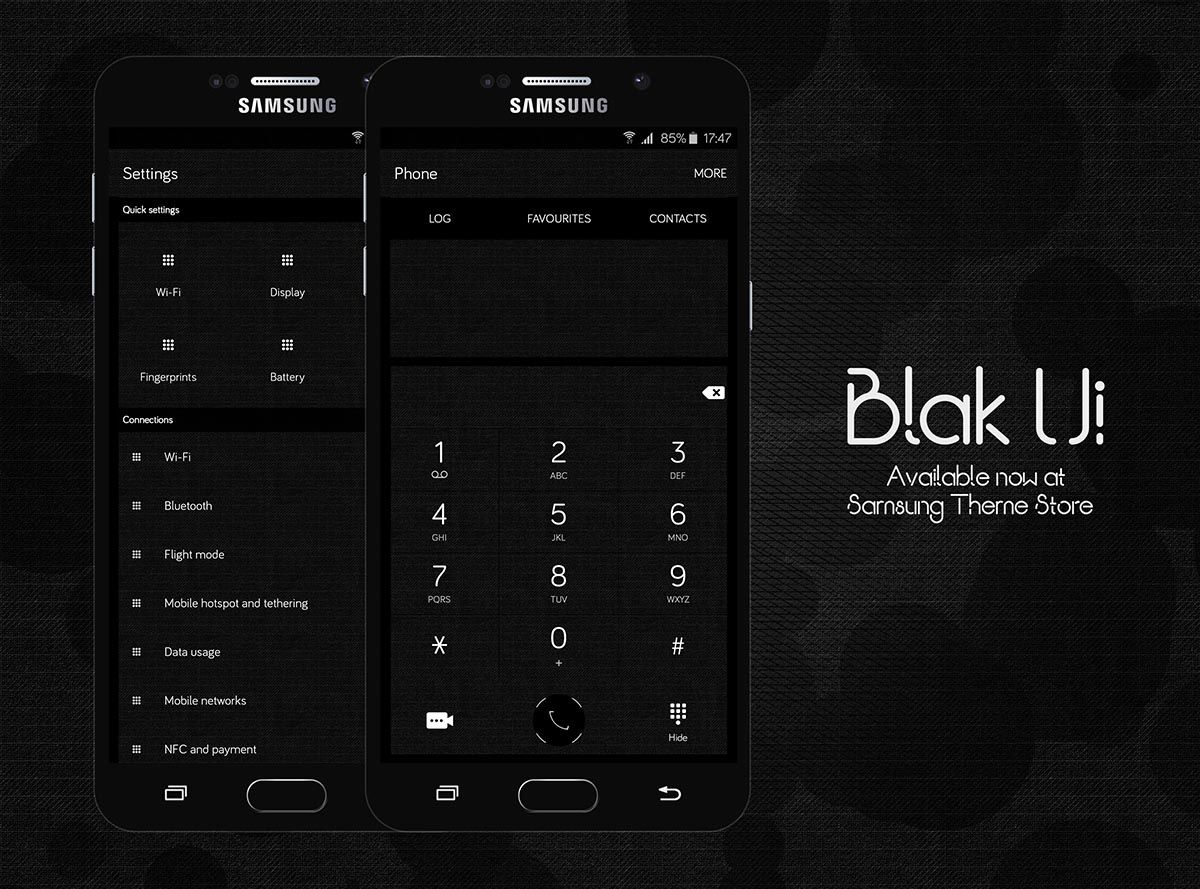 SAMSUNG
Settings
Quick settings
Wi-Fi
Display
Fingerprints
Battery
Connections
Wi-Fi
Bluetooth
Flight mode
Mobile hotspot and tethering
Data usage
Mobile networks
NFC and payment
SAMSUNG
85% 17:47
Phone
MORE
LOG FAVOURITES CONTACTS
1 2 3
ABC DEF
4 5 6
GHI JKL MNO
7 8 9
PQRS TUV WXYZ
* 0 #
+
Hide
Blak Ui
Available now at
Samsung Theme Store